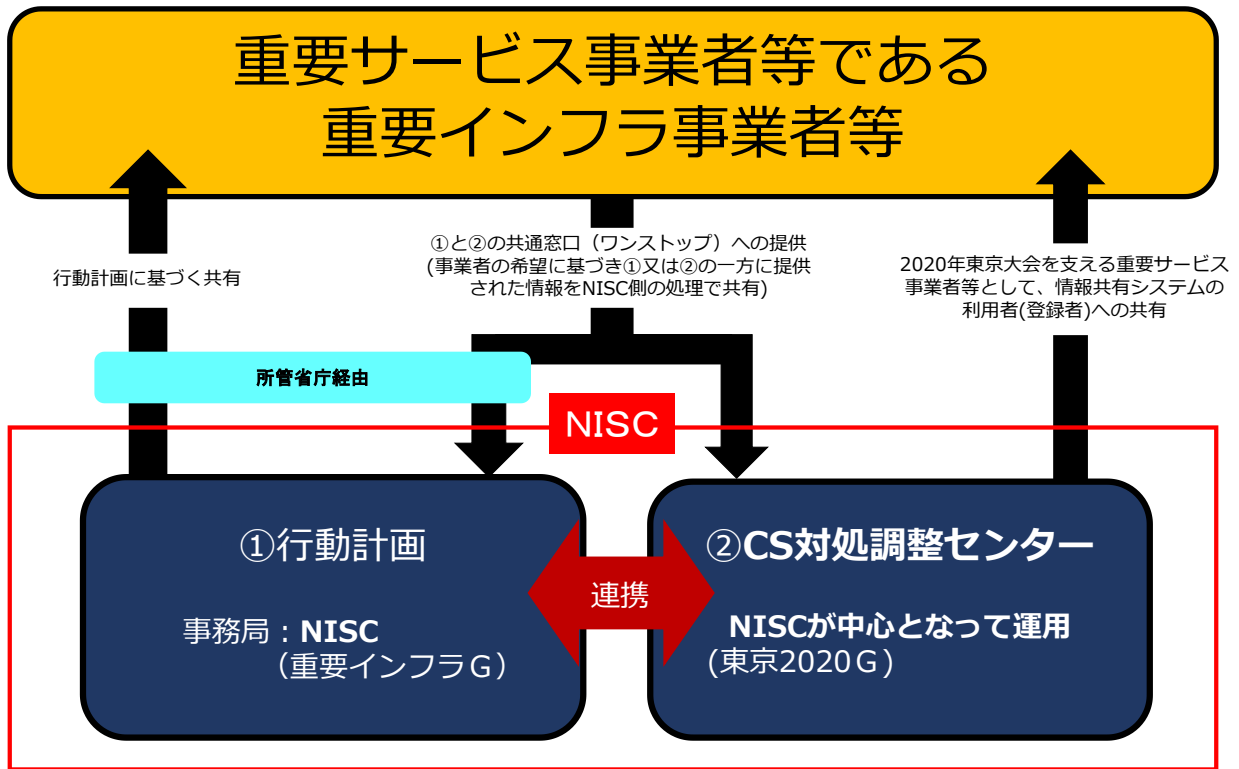 重要サービス事業者等である
重要インフラ事業者等
行動計画に基づく共有
①と②の共通窓口（ワンストップ）への提供
(事業者の希望に基づき①又は②の一方に提供
された情報をNISC側の処理で共有)
2020年東京大会を支える重要サービス
事業者等として、情報共有システムの
利用者(登録者)への共有
所管省庁経由
NISC
①行動計画
事務局：NISC
（重要インフラＧ）
連携
②CS対処調整センター
NISCが中心となって運用
(東京2020Ｇ)